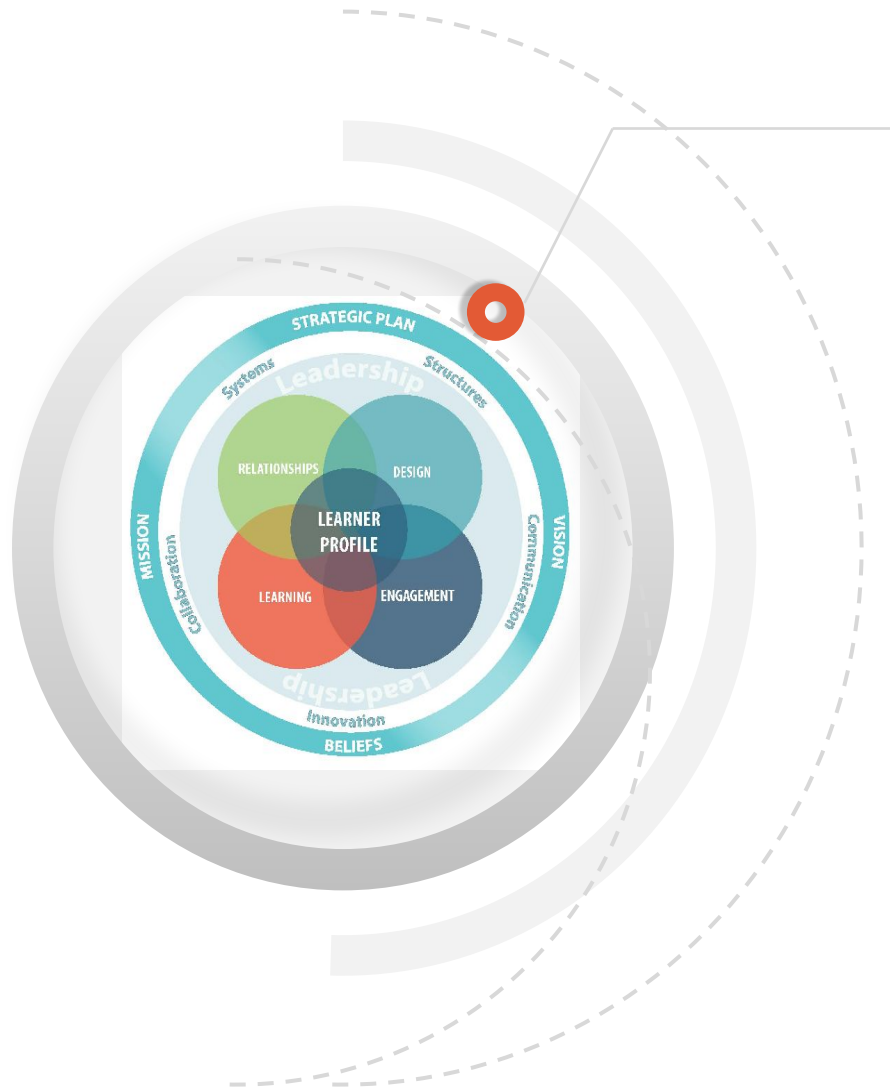 STRATEGIC PLAN
Systems
Leadership
Structures
RELATIONSHIPS
DESIGN
LEARNER
PROFILE
MISSION
VISION
Collaboration
Communication
LEARNING
ENGAGEMENT
Leadership
Innovation
BELIEFS